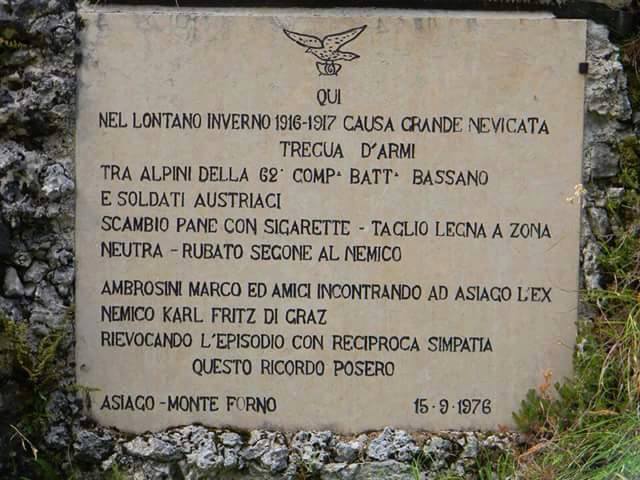 QUI
NEL LONTANO INVERNO 1916-1917 CAUSA GRANDE NEVICATA
TREGUA D'ARMI
TRA ALPINI DELLA 62ᵃ COMPᵃ BATTᵃ BASSANO
E SOLDATI AUSTRIACI
SCAMBIO PANE CON SIGARETTE - TAGLIO LEGNA A ZONA
NEUTRA - RUBATO SEGONE AL NEMICO
AMBROSINI MARCO ED AMICI INCONTRANDO AD ASIAGO L'EX
NEMICO KARL FRITZ DI GRAZ
RIEVOCANDO L'EPISODIO CON RECIPROCA SIMPATIA
QUESTO RICORDO POSERO
ASIAGO - MONTE FORNO 15·9·1976